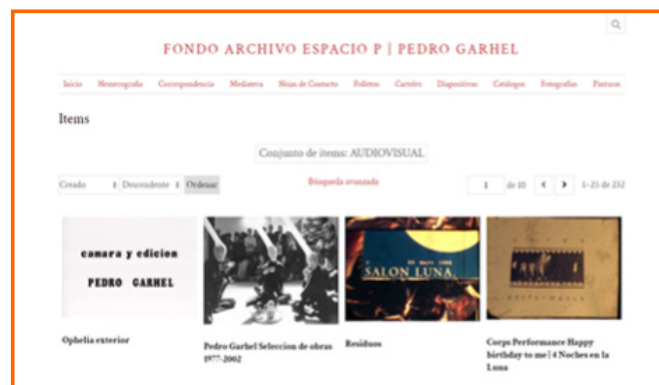 FONDO ARCHIVO ESPACIO P | PEDRO GARHEL
Inicio Hemerografía Correspondencia Mediateca Hojas de Contacto Folletos Carteles Diapositivas Catálogos Fotografías Pinturas
Items
Conjunto de items: AUDIOVISUAL
Creado Descendente Ordenar Búsqueda avanzada 1 de 10 1–25 de 232
camara y edicion
PEDRO GARHEL
SALON LUNA
performance
Ophelia exterior
Pedro Garhel Seleccion de obras
1977-2002
Residuos
Corps Performance Happy
birthday to me | 4 Noches en la
Luna